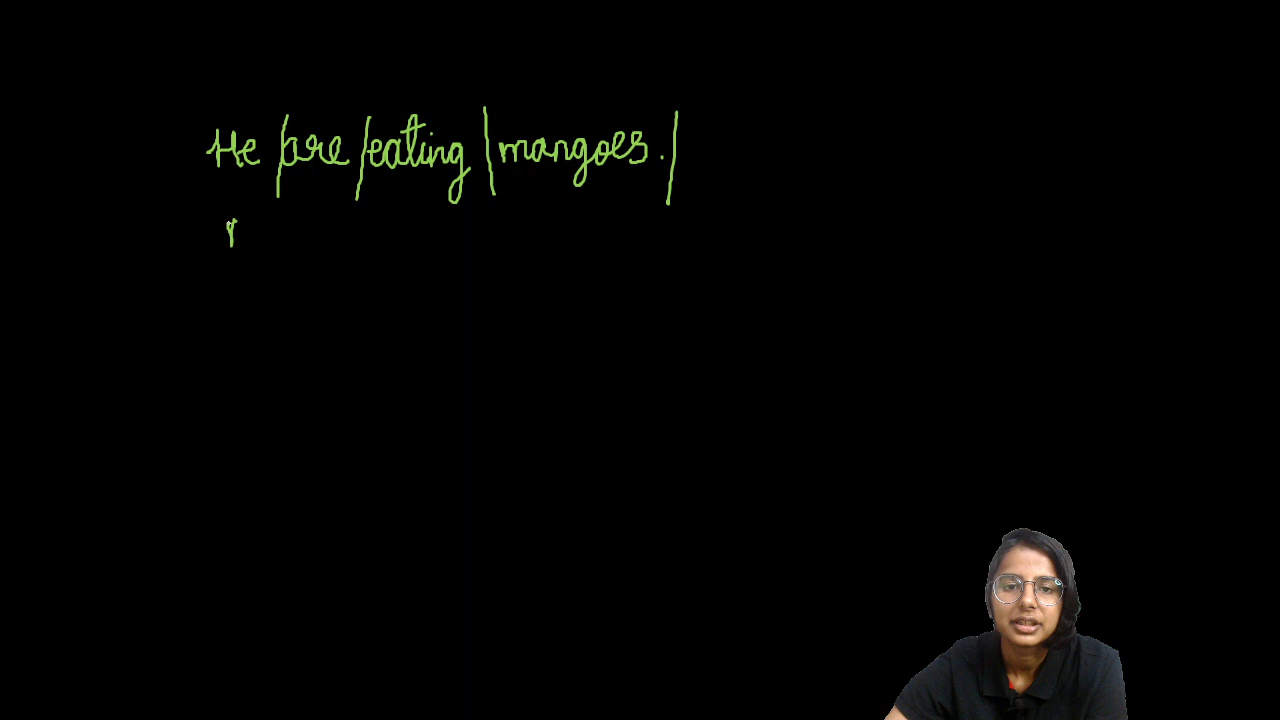 He /are /eating | mangoes. |